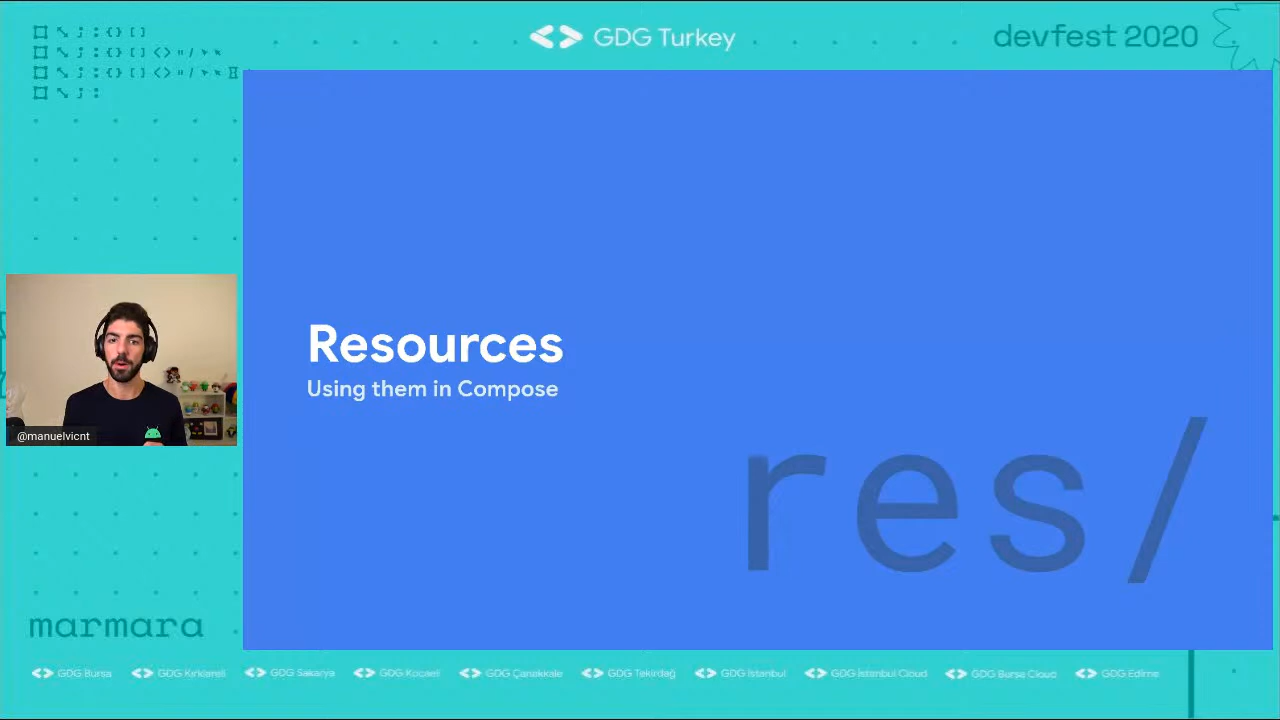 GDG Turkey
devfest 2020
Resources
Using them in Compose
res/
@manuelvicnt
marmara
GDG Bursa
GDG Kırklareli
GDG Sakarya
GDG Kocaeli
GDG Çanakkale
GDG Tekirdağ
GDG İstanbul
GDG İstanbul Cloud
GDG Bursa Cloud
GDG Edirne